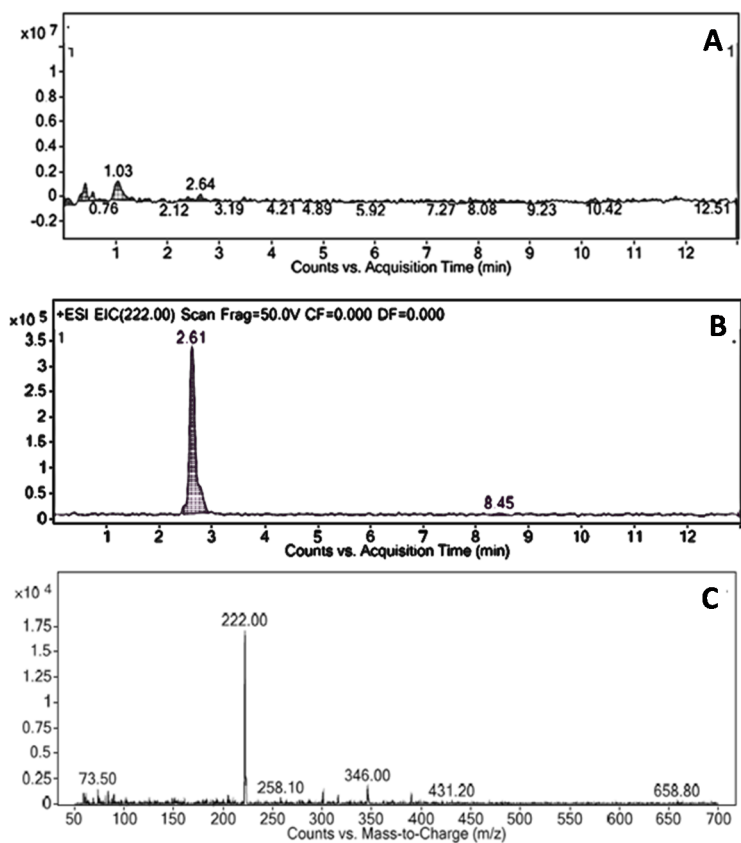 x10 7
A
1
1
1
0.8
0.6
0.4
0.2
0
-0.2
1.03
2.64
0.76 2.12 3.19 4.21 4.89 5.92 7.27 8.08 9.23 10.42 12.51
1 2 3 4 5 6 7 8 9 10 11 12
Counts vs. Acquisition Time (min)
x10 5
+ESI EIC(222.00) Scan Frag=50.0V CF=0.000 DF=0.000
B
1
2.61
3.5
3
2.5
2
1.5
1
0.5
0
8.45
1 2 3 4 5 6 7 8 9 10 11 12
Counts vs. Acquisition Time (min)
x10 4
C
222.00
1.75
1.5
1.25
1
0.75
0.5
0.25
0
73.50 258.10 346.00 431.20 658.80
50 100 150 200 250 300 350 400 450 500 550 600 650 700
Counts vs. Mass-to-Charge (m/z)